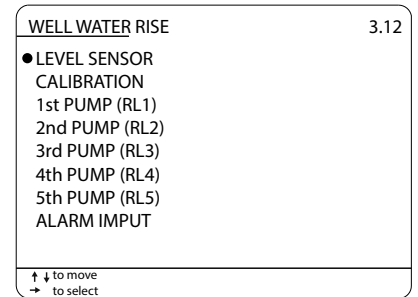 WELL WATER RISE 3.12
LEVEL SENSOR
CALIBRATION
1st PUMP (RL1)
2nd PUMP (RL2)
3rd PUMP (RL3)
4th PUMP (RL4)
5th PUMP (RL5)
ALARM IMPUT
↑ ↓ to move
→ to select